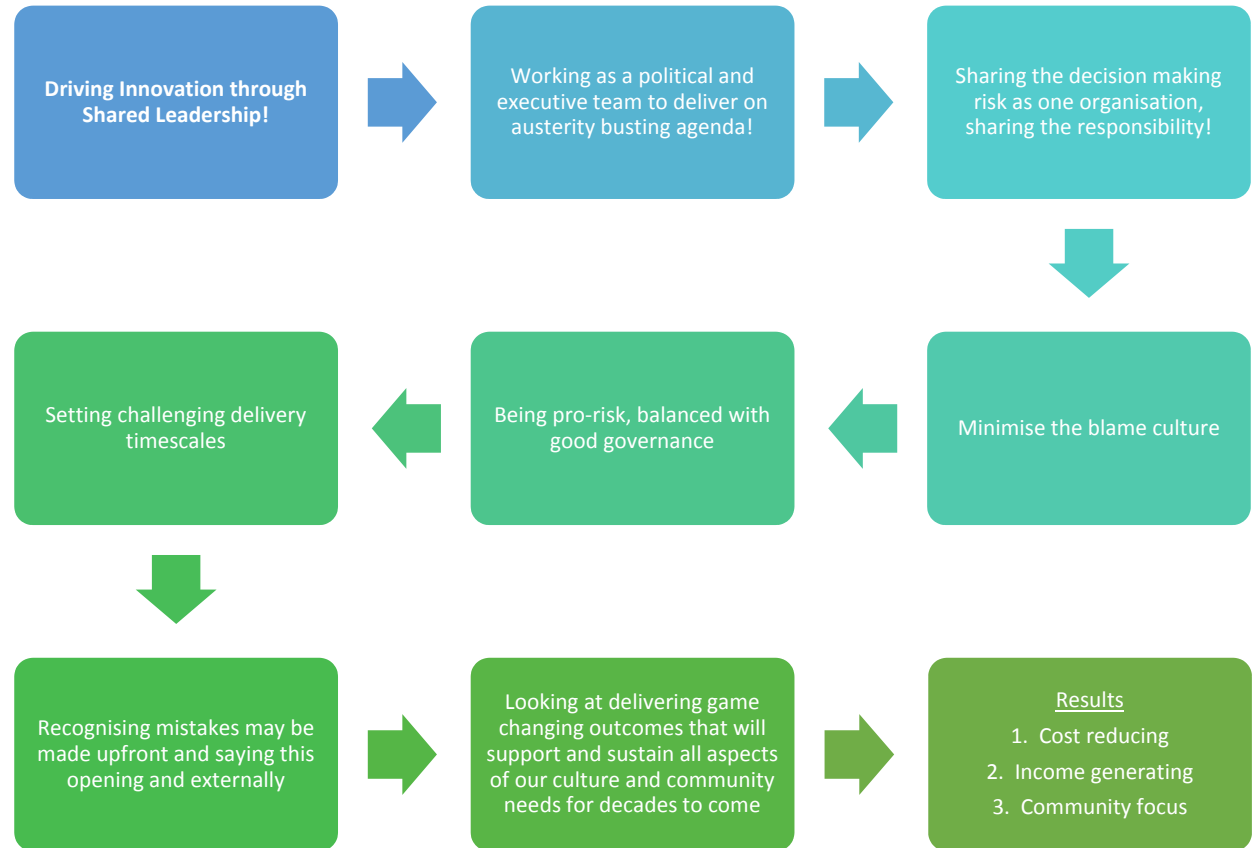 Driving Innovation through
Shared Leadership!
Working as a political and
executive team to deliver on
austerity busting agenda!
Sharing the decision making
risk as one organisation,
sharing the responsibility!
Minimise the blame culture
Being pro-risk, balanced with
good governance
Setting challenging delivery
timescales
Recognising mistakes may be
made upfront and saying this
opening and externally
Looking at delivering game
changing outcomes that will
support and sustain all aspects
of our culture and community
needs for decades to come
Results
1. Cost reducing
2. Income generating
3. Community focus